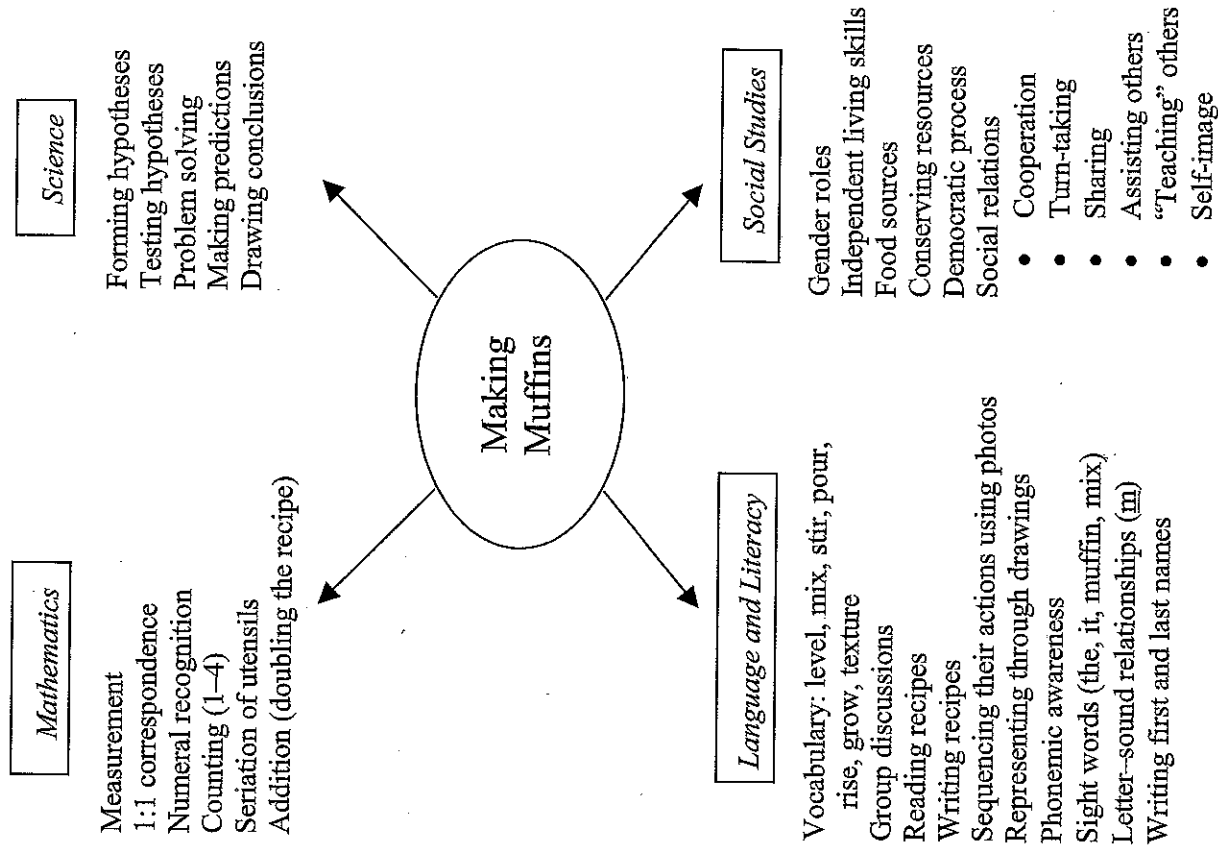 Mathematics
Measurement
1:1 correspondence
Numeral recognition
Counting (1–4)
Seriation of utensils
Addition (doubling the recipe)
Science
Forming hypotheses
Testing hypotheses
Problem solving
Making predictions
Drawing conclusions
Making
Muffins
Language and Literacy
Vocabulary: level, mix, stir, pour,
rise, grow, texture
Group discussions
Reading recipes
Writing recipes
Sequencing their actions using photos
Representing through drawings
Phonemic awareness
Sight words (the, it, muffin, mix)
Letter–sound relationships (m)
Writing first and last names
Social Studies
Gender roles
Independent living skills
Food sources
Conserving resources
Democratic process
Social relations
• Cooperation
• Turn-taking
• Sharing
• Assisting others
• “Teaching” others
• Self-image